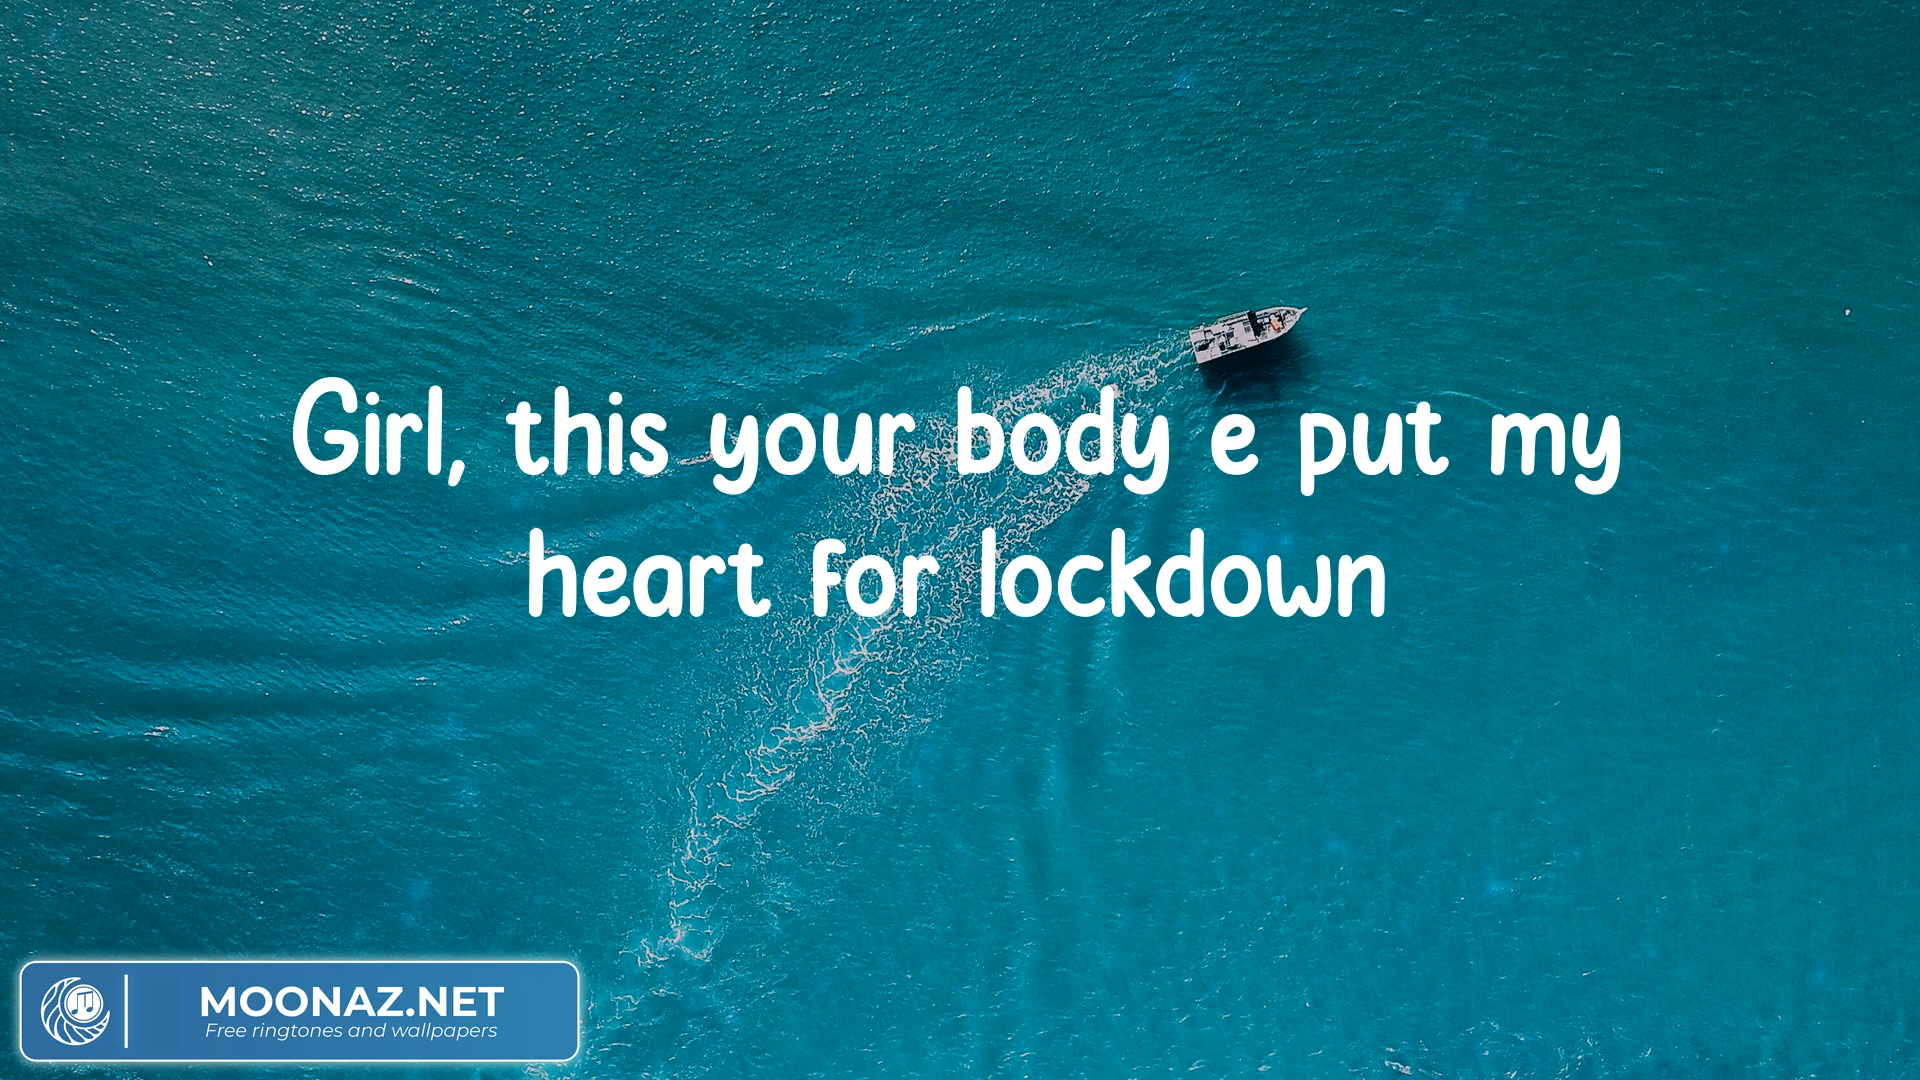 Girl, this your body e put my
heart for lockdown
MOONAZ.NET
Free ringtones and wallpapers